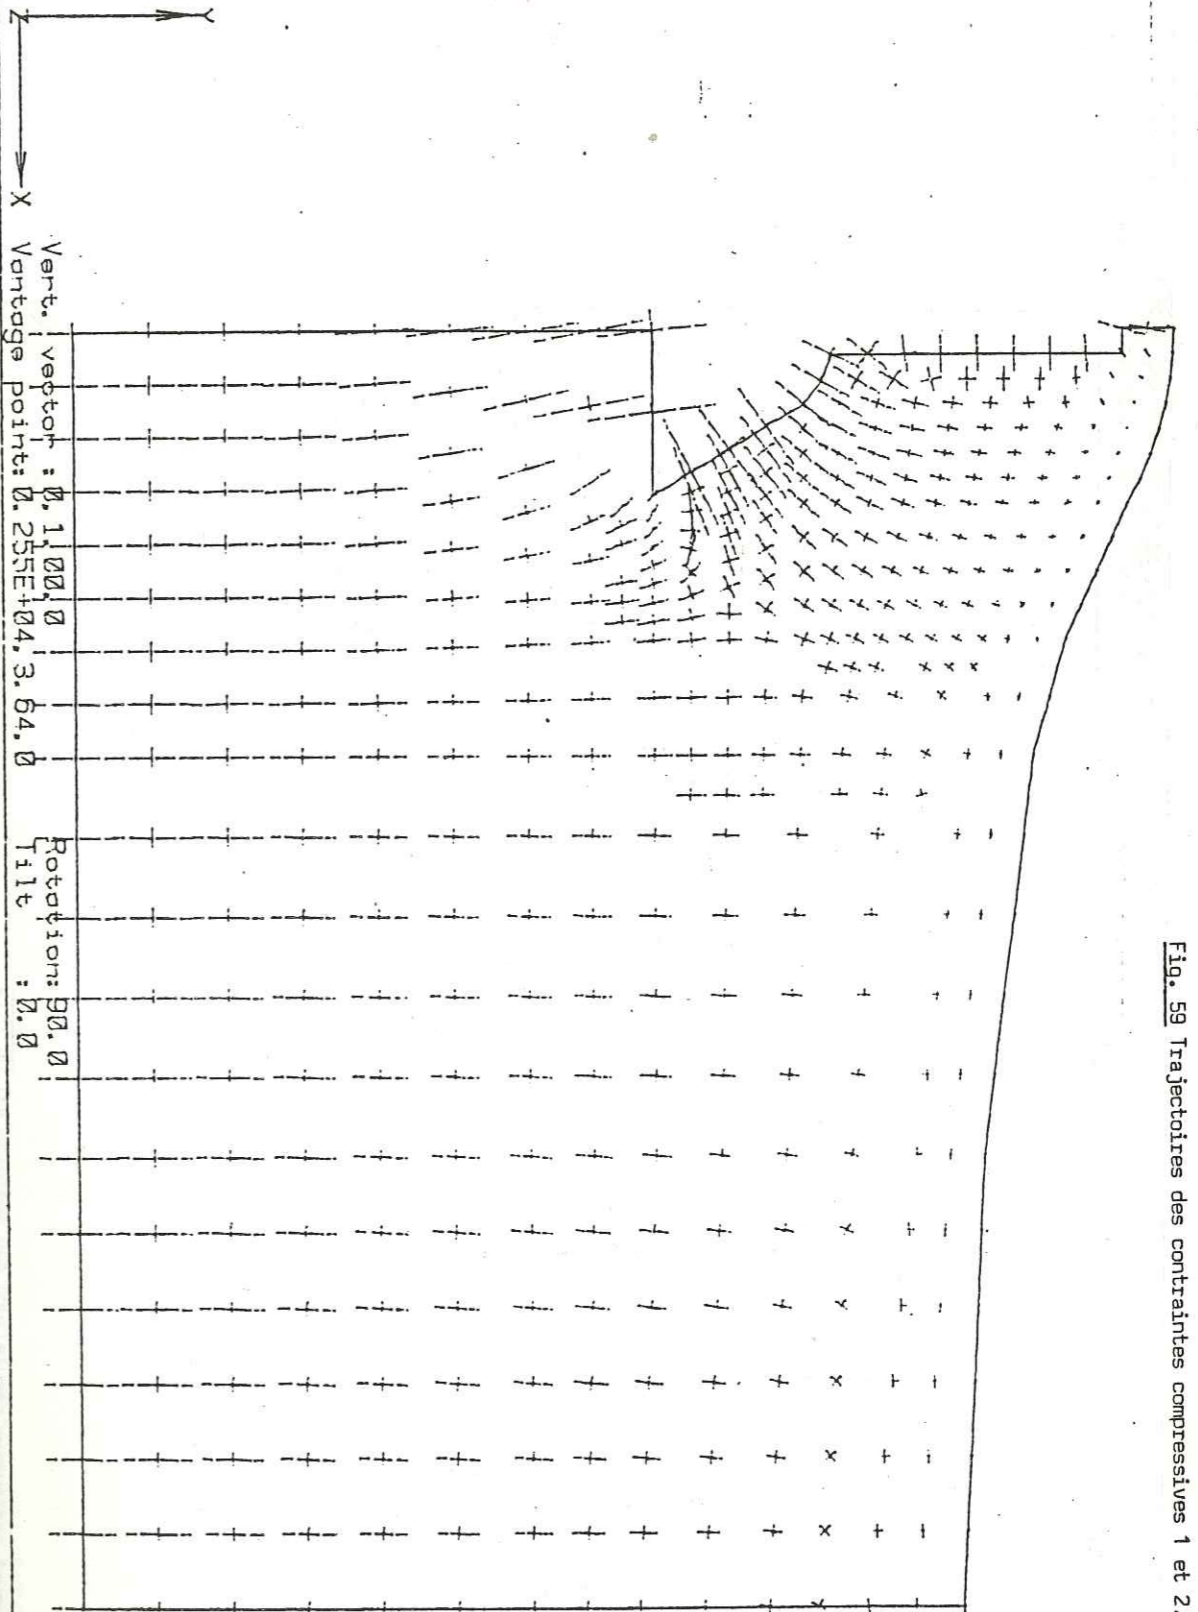 Fig. 59 Trajectoires des contraintes compressives 1 et 2.
Y
Z
X
Vert. vector : 0,1.00,0
Vantage point: 0.255E+04,3.64,0
Rotation: 90.0
Tilt : 0.0